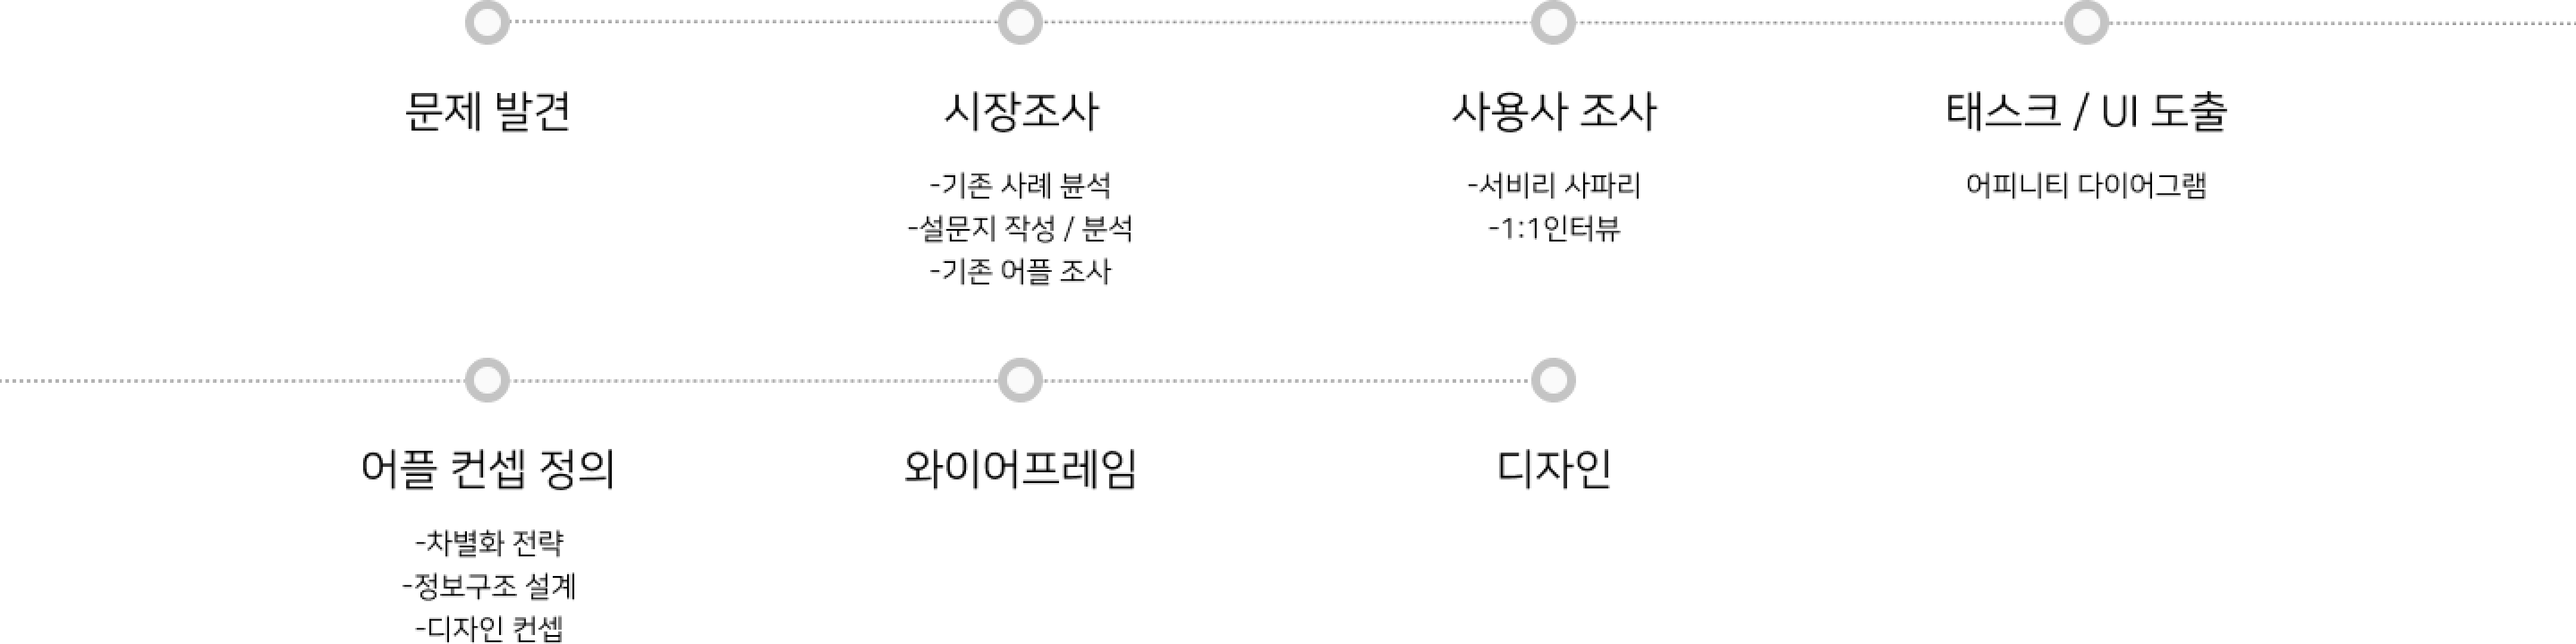 문제 발견
시장조사
-기존 사례 뷴석
-설문지 작성 / 분석
-기존 어플 조사
사용사 조사
-서비리 사파리
-1:1인터뷰
태스크 / UI 도출
어피니티 다이어그램
어플 컨셉 정의
-차별화 전략
-정보구조 설계
-디자인 컨셉
와이어프레임
디자인